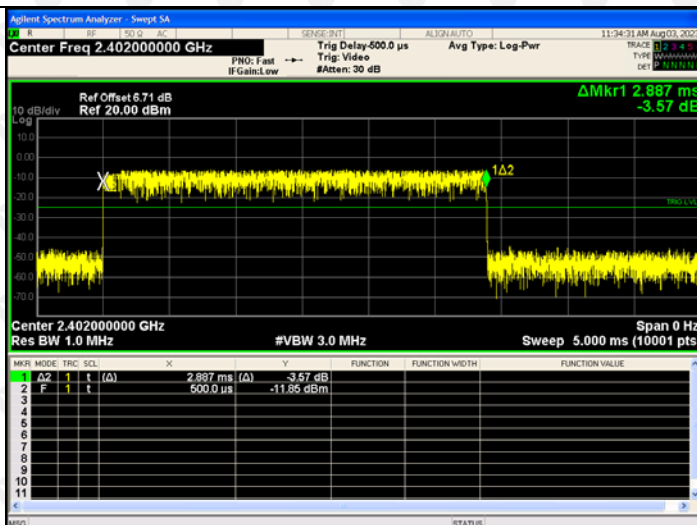 Agilent Spectrum Analyzer - Swept SA
R RF 50 Ω AC SENSE:INT ALIGN AUTO 11:34:31 AM Aug 03, 2023
Center Freq 2.402000000 GHz Trig Delay-500.0 µs Avg Type: Log-Pwr TRACE 1 2 3 4 5
PNO: Fast Trig: Video TYPE
IFGain:Low #Atten: 30 dB DET P N N N N
ΔMkr1 2.887 ms
Ref Offset 6.71 dB
10 dB/div Ref 20.00 dBm -3.57 dB
Log
10.0
0.00
-10.0
1Δ2
-20.0
TRIG LVL
-30.0
-40.0
-50.0
-60.0
-70.0
Center 2.402000000 GHz Span 0 Hz
Res BW 1.0 MHz #VBW 3.0 MHz Sweep 5.000 ms (10001 pts)
MKR MODE TRC SCL X Y FUNCTION FUNCTION WIDTH FUNCTION VALUE
1 Δ2 1 t (Δ) 2.887 ms (Δ) -3.57 dB
2 F 1 t 500.0 µs -11.85 dBm
3
4
5
6
7
8
9
10
11
MSG STATUS